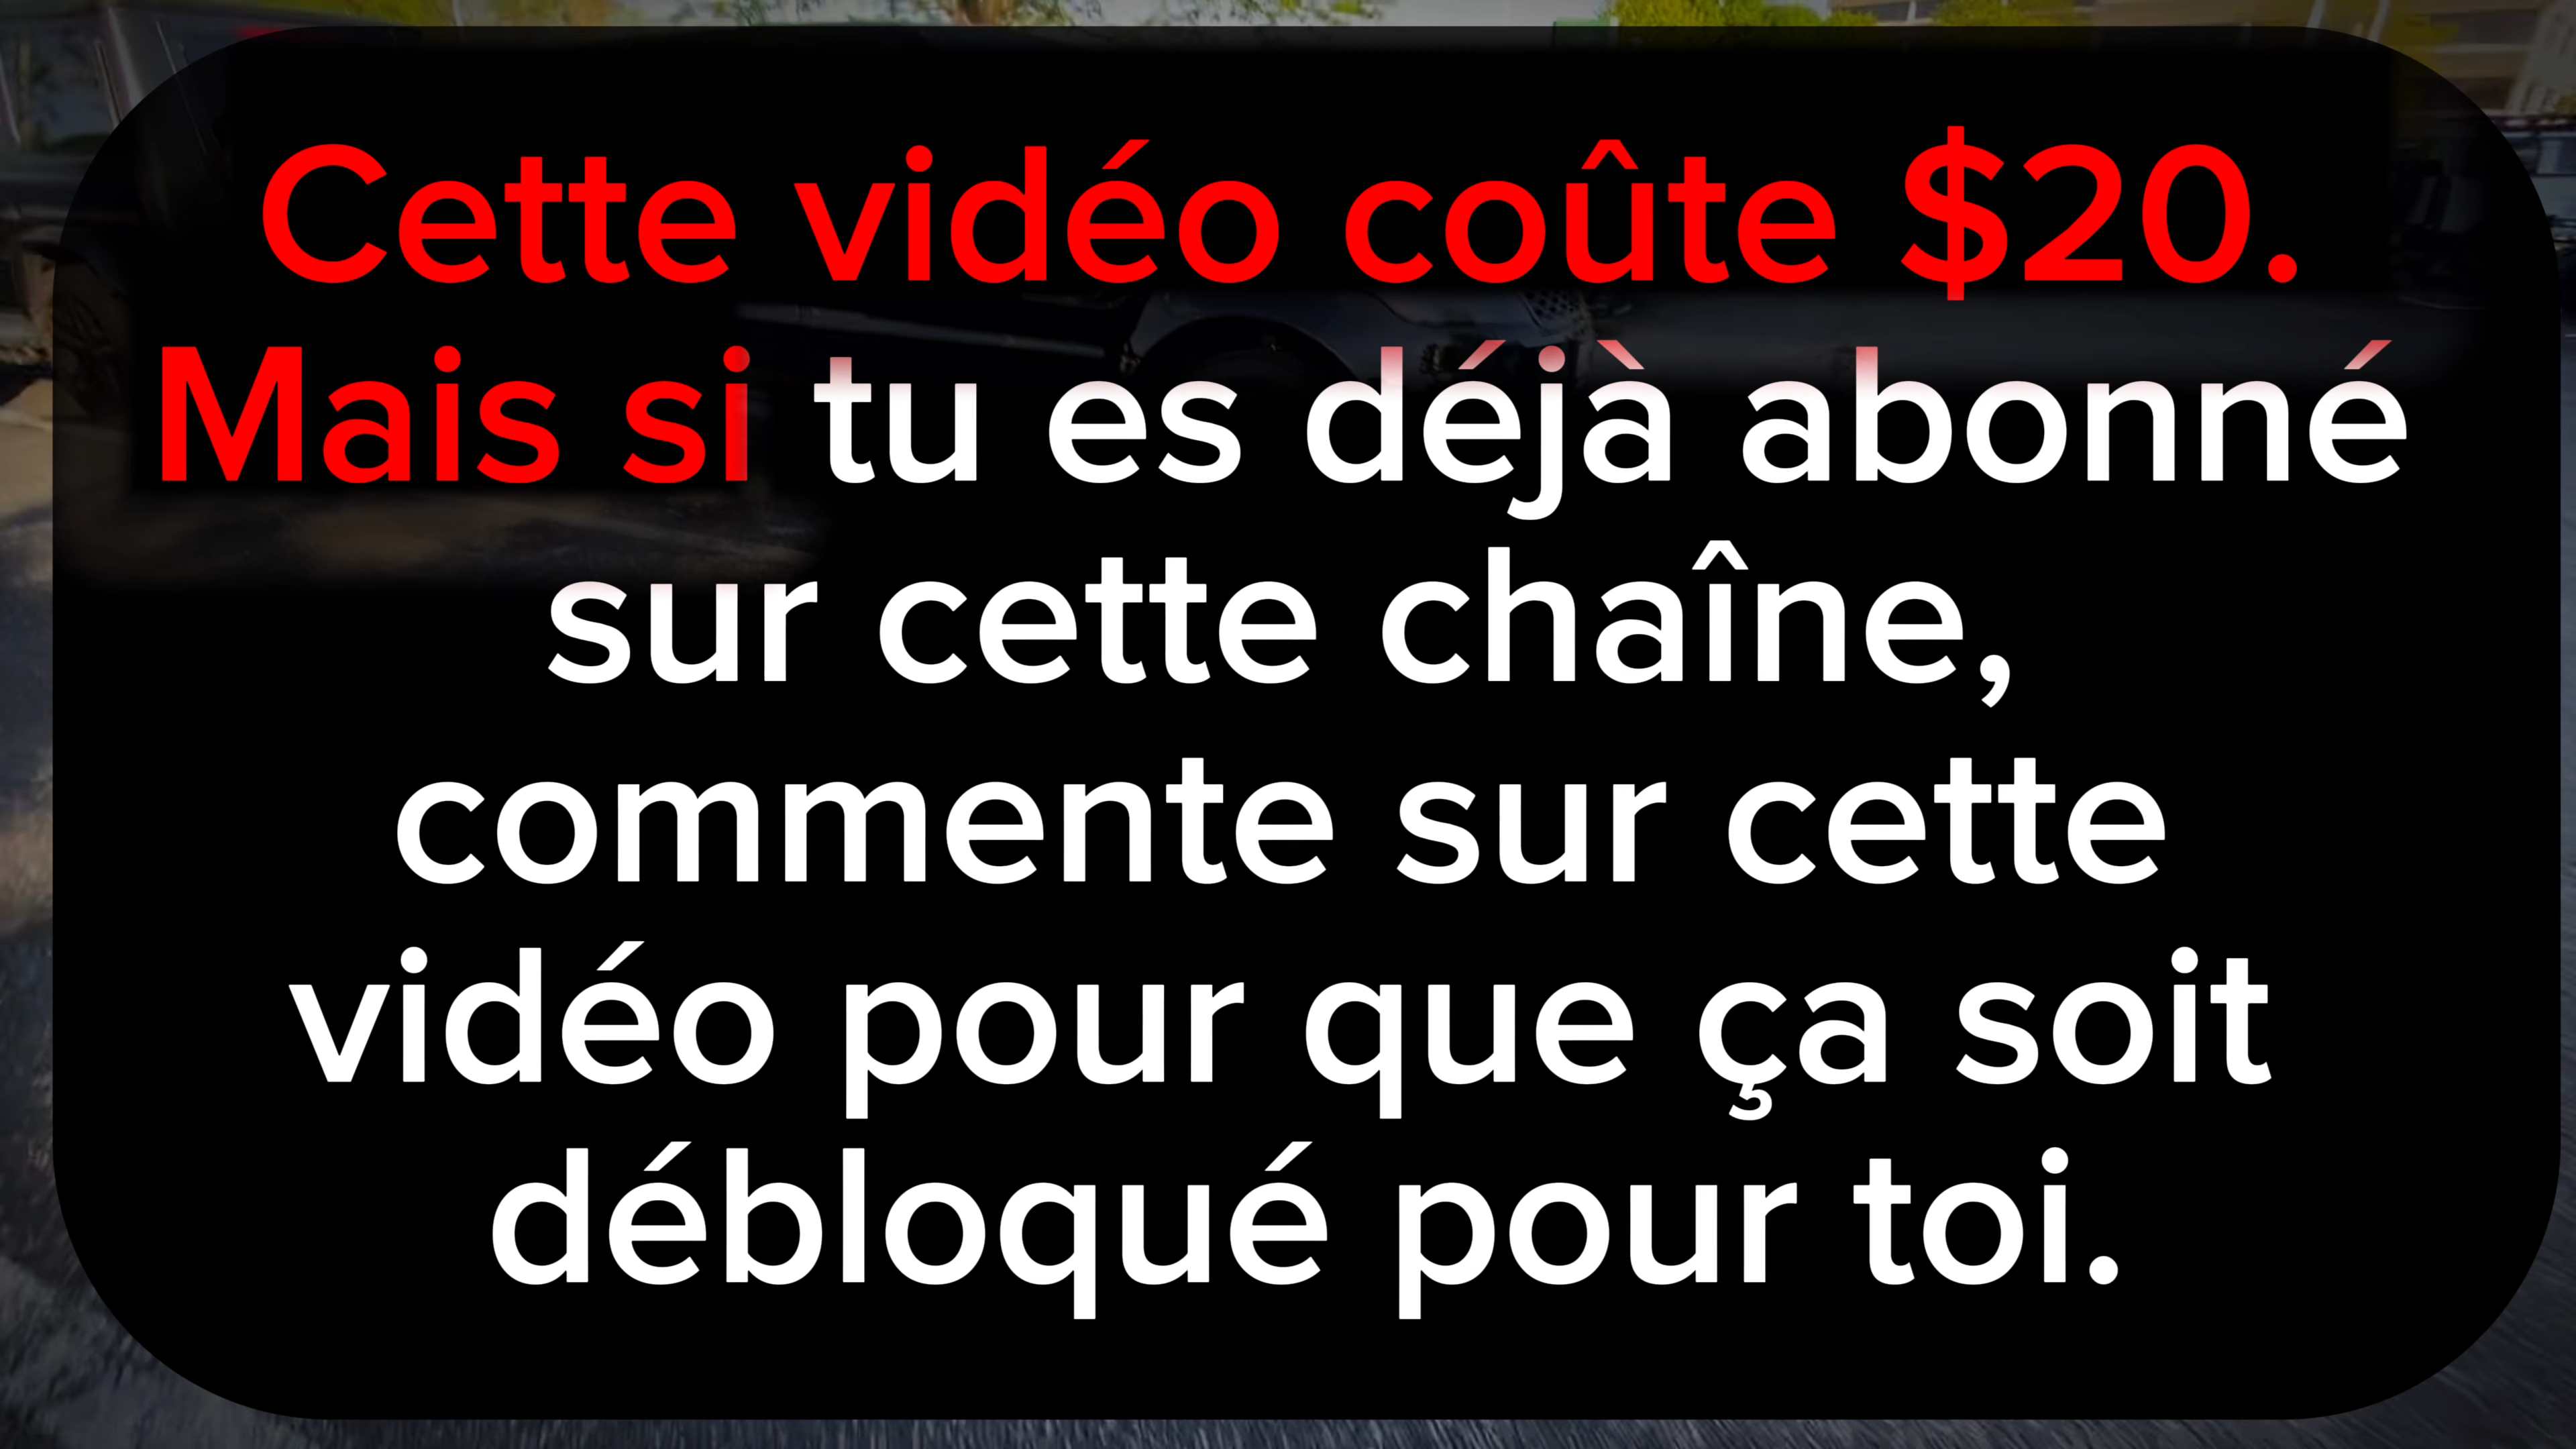 Cette vidéo coûte $20.
Mais si tu es déjà abonné
sur cette chaîne,
commente sur cette
vidéo pour que ça soit
débloqué pour toi.